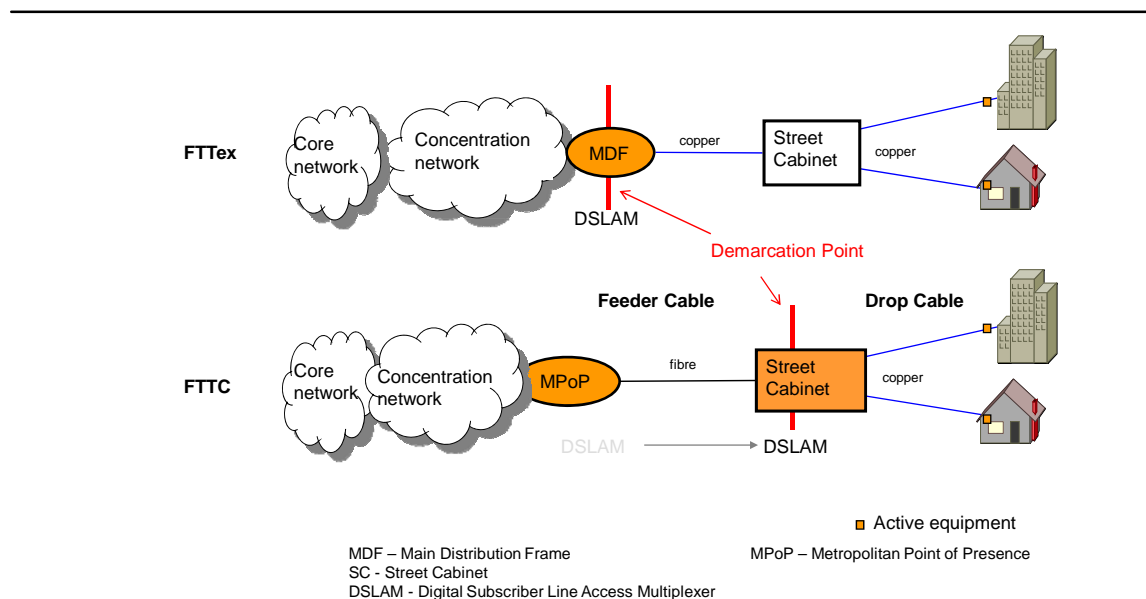 FTTex
Core
network
Concentration
network
MDF
copper
Street
Cabinet
copper
DSLAM
Demarcation Point
Feeder Cable
Drop Cable
FTTC
Core
network
Concentration
network
MPoP
fibre
Street
Cabinet
copper
DSLAM
DSLAM
Active equipment
MDF – Main Distribution Frame
MPoP – Metropolitan Point of Presence
SC - Street Cabinet
DSLAM - Digital Subscriber Line Access Multiplexer